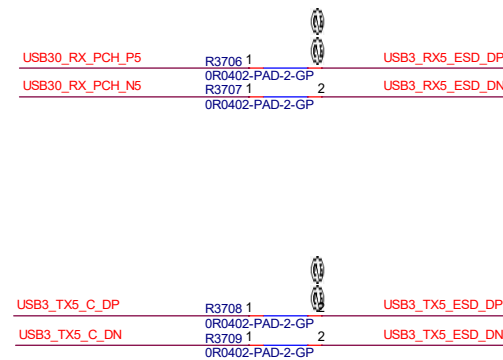 USB30_RX_PCH_P5 R3706 1 USB3_RX5_ESD_DP
0R0402-PAD-2-GP
USB30_RX_PCH_N5 R3707 1 2 USB3_RX5_ESD_DN
0R0402-PAD-2-GP
USB3_TX5_C_DP R3708 1 2 USB3_TX5_ESD_DP
0R0402-PAD-2-GP
USB3_TX5_C_DN R3709 1 2 USB3_TX5_ESD_DN
0R0402-PAD-2-GP